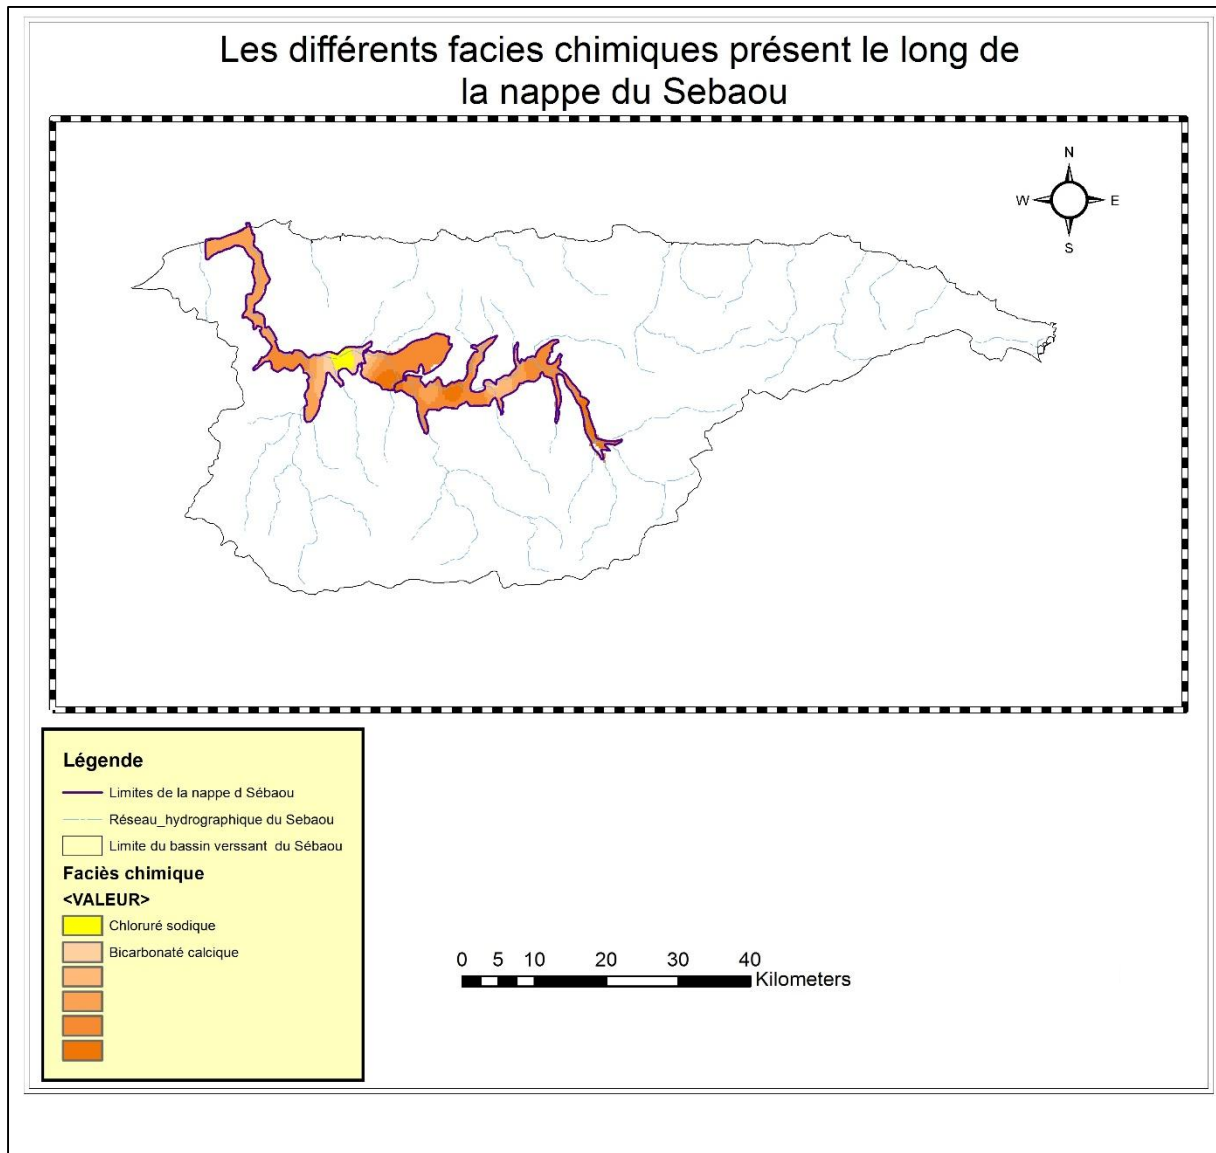 Les différents facies chimiques présent le long de
la nappe du Sebaou
N
W
E
S
Légende
Limites de la nappe d Sébaou
Réseau_hydrographique du Sebaou
Limite du bassin verssant du Sébaou
Faciès chimique
<VALEUR>
Chloruré sodique
Bicarbonaté calcique
0 5 10 20 30 40
Kilometers